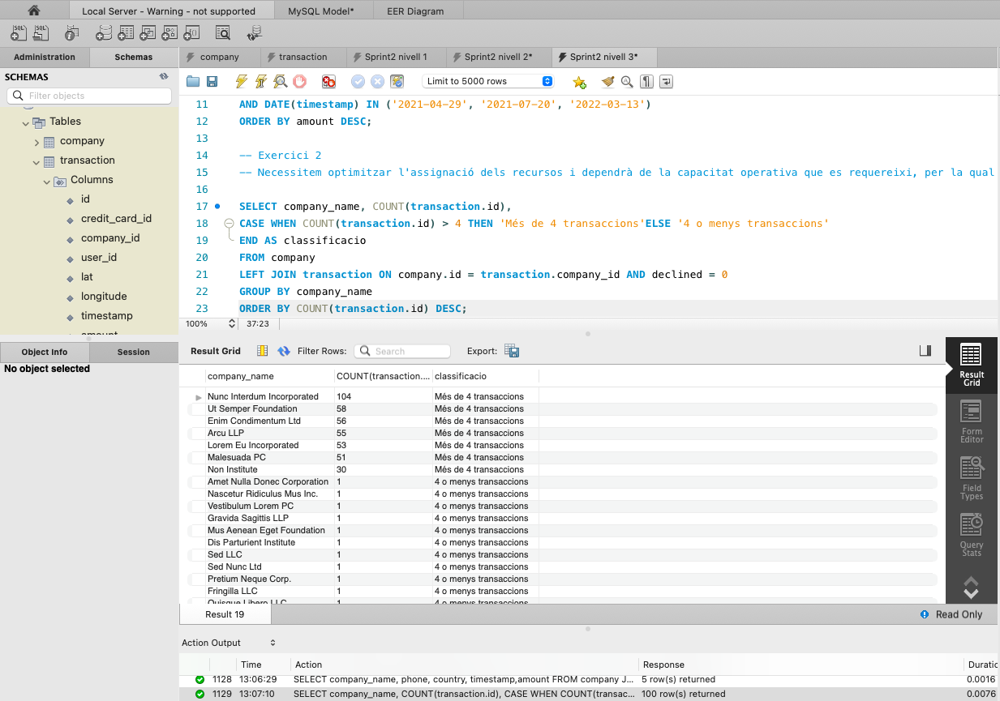 Local Server - Warning - not supported
MySQL Model*
EER Diagram
Administration
Schemas
company
transaction
Sprint2 nivell 1
Sprint2 nivell 2*
Sprint2 nivell 3*
SCHEMAS
Filter objects
Tables
company
transaction
Columns
id
credit_card_id
company_id
user_id
lat
longitude
timestamp
amount
Limit to 5000 rows
11 AND DATE(timestamp) IN ('2021-04-29', '2021-07-20', '2022-03-13')
12 ORDER BY amount DESC;
13
14 -- Exercici 2
15 -- Necessitem optimitzar l'assignació dels recursos i dependrà de la capacitat operativa que es requereixi, per la qual
16
17 SELECT company_name, COUNT(transaction.id),
18 CASE WHEN COUNT(transaction.id) > 4 THEN 'Més de 4 transaccions'ELSE '4 o menys transaccions'
19 END AS classificacio
20 FROM company
21 LEFT JOIN transaction ON company.id = transaction.company_id AND declined = 0
22 GROUP BY company_name
23 ORDER BY COUNT(transaction.id) DESC;
100%
37:23
Object Info
Session
No object selected
Result Grid
Filter Rows:
Search
Export:
company_name COUNT(transaction.... classificacio
Nunc Interdum Incorporated 104 Més de 4 transaccions
Ut Semper Foundation 58 Més de 4 transaccions
Enim Condimentum Ltd 56 Més de 4 transaccions
Arcu LLP 55 Més de 4 transaccions
Lorem Eu Incorporated 53 Més de 4 transaccions
Malesuada PC 51 Més de 4 transaccions
Non Institute 30 Més de 4 transaccions
Amet Nulla Donec Corporation 1 4 o menys transaccions
Nascetur Ridiculus Mus Inc. 1 4 o menys transaccions
Vestibulum Lorem PC 1 4 o menys transaccions
Gravida Sagittis LLP 1 4 o menys transaccions
Mus Aenean Eget Foundation 1 4 o menys transaccions
Dis Parturient Institute 1 4 o menys transaccions
Sed LLC 1 4 o menys transaccions
Sed Nunc Ltd 1 4 o menys transaccions
Pretium Neque Corp. 1 4 o menys transaccions
Fringilla LLC 1 4 o menys transaccions
Quisque Libero LLC 1 4 o menys transaccions
Result
Grid
Form
Editor
Field
Types
Query
Stats
Result 19
Read Only
Action Output
Time Action Response Duratic
1128 13:06:29 SELECT company_name, phone, country, timestamp,amount FROM company J... 5 row(s) returned 0.0016
1129 13:07:10 SELECT company_name, COUNT(transaction.id), CASE WHEN COUNT(transac... 100 row(s) returned 0.0076